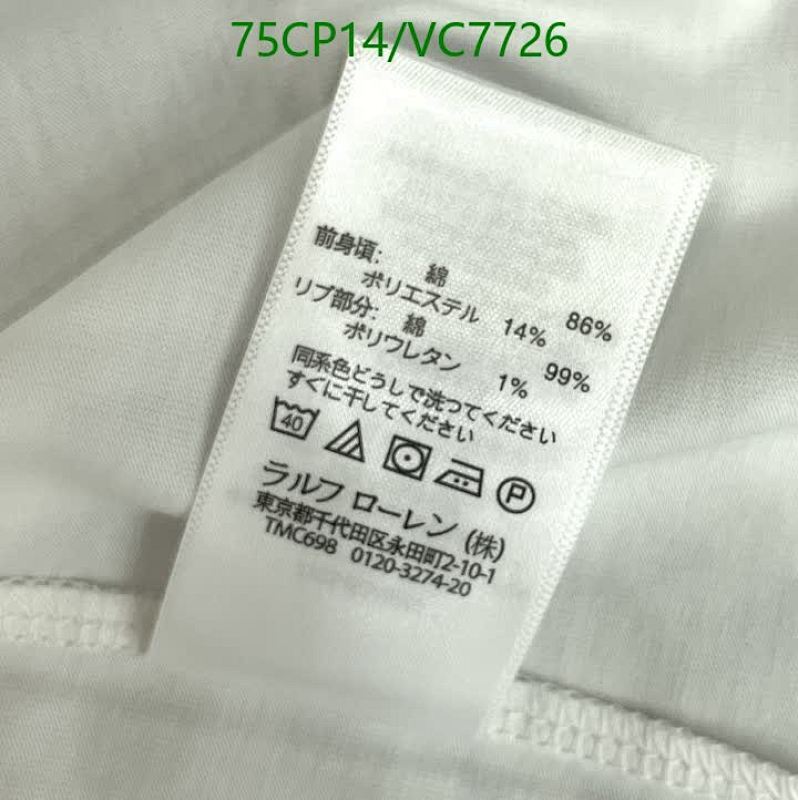 75CP14/VC7726
前身頃: 綿 86%
ポリエステル 14%
リブ部分: 綿 99%
ポリウレタン 1%
同系色どうしで洗ってください
すぐに干してください
40 P
ラルフ ローレン (株)
東京都千代田区永田町2-10-1
TMC698 0120-3274-20